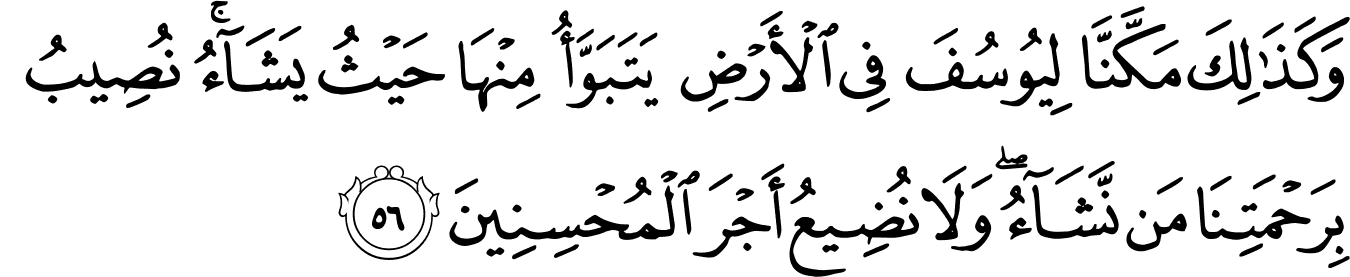 وَكَذَٰلِكَ مَكَّنَّا لِيُوسُفَ فِى ٱلْأَرْضِ يَتَبَوَّأُ مِنْهَا حَيْثُ يَشَآءُ ۚ نُصِيبُ
بِرَحْمَتِنَا مَن نَّشَآءُ ۖ وَلَا نُضِيعُ أَجْرَ ٱلْمُحْسِنِينَ ٥٦